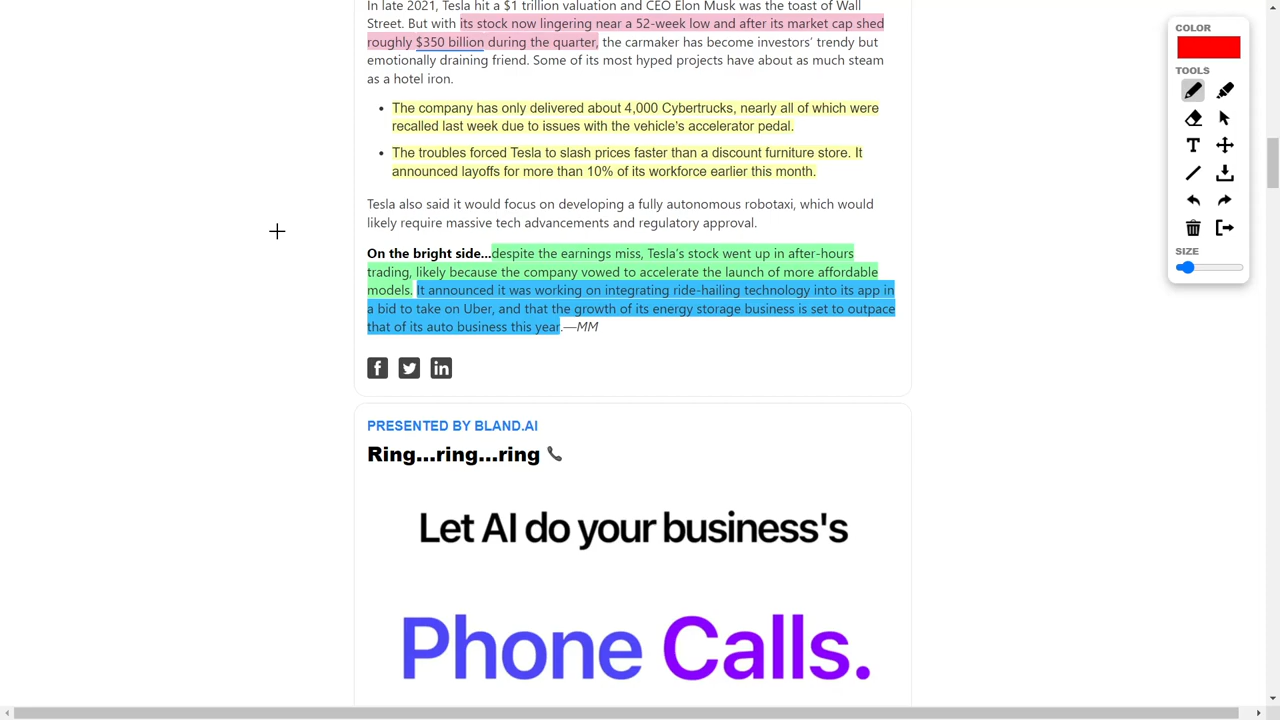 In late 2021, Tesla hit a $1 trillion valuation and CEO Elon Musk was the toast of Wall
Street. But with its stock now lingering near a 52-week low and after its market cap shed
roughly $350 billion during the quarter, the carmaker has become investors’ trendy but
emotionally draining friend. Some of its most hyped projects have about as much steam
as a hotel iron.
• The company has only delivered about 4,000 Cybertrucks, nearly all of which were
recalled last week due to issues with the vehicle’s accelerator pedal.
• The troubles forced Tesla to slash prices faster than a discount furniture store. It
announced layoffs for more than 10% of its workforce earlier this month.
Tesla also said it would focus on developing a fully autonomous robotaxi, which would
likely require massive tech advancements and regulatory approval.
On the bright side...despite the earnings miss, Tesla’s stock went up in after-hours
trading, likely because the company vowed to accelerate the launch of more affordable
models. It announced it was working on integrating ride-hailing technology into its app in
a bid to take on Uber, and that the growth of its energy storage business is set to outpace
that of its auto business this year.—MM
PRESENTED BY BLAND.AI
Ring...ring...ring
Let AI do your business's
Phone Calls.
COLOR
TOOLS
SIZE